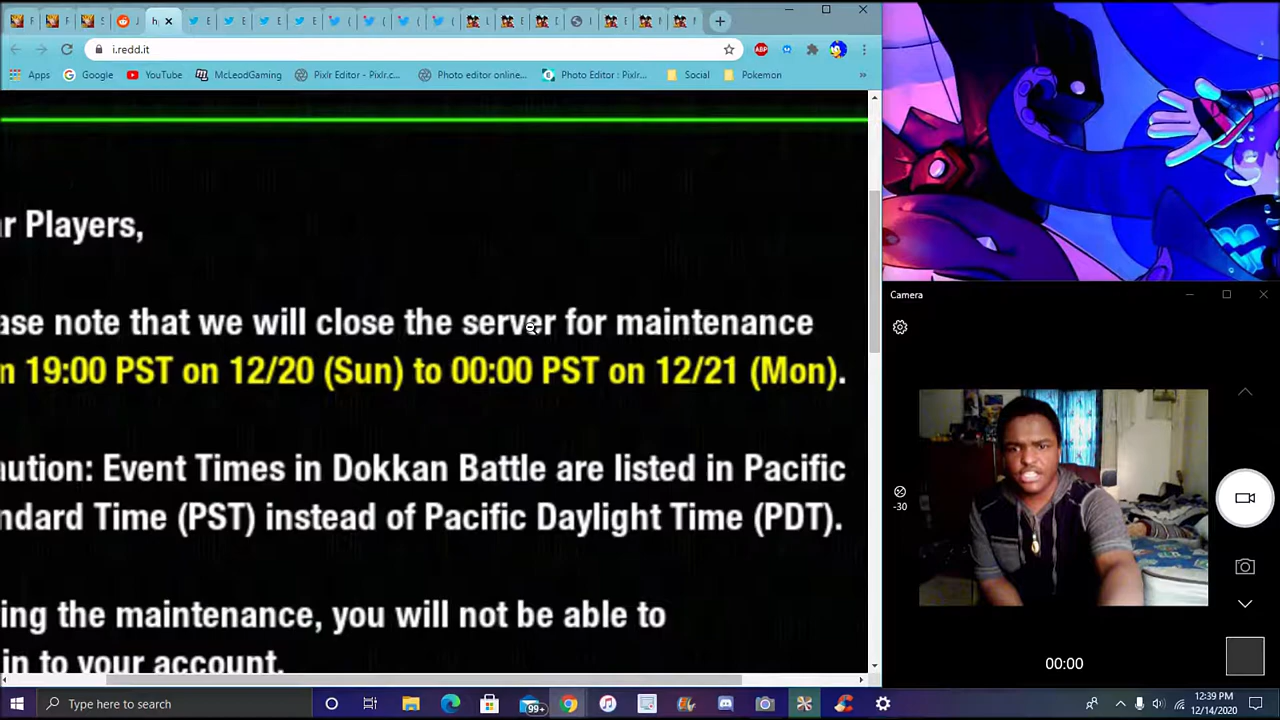 i.redd.it
ABP
Apps
Google
YouTube
McLeodGaming
Pixlr Editor - Pixlr.c...
Photo editor online...
Photo Editor : Pixlr...
Social
Pokemon
»
r Players,
ase note that we will close the server for maintenance
m 19:00 PST on 12/20 (Sun) to 00:00 PST on 12/21 (Mon).
aution: Event Times in Dokkan Battle are listed in Pacific
ndard Time (PST) instead of Pacific Daylight Time (PDT).
ing the maintenance, you will not be able to
in to your account.
Camera
-30
00:00
Type here to search
99+
12:39 PM
12/14/2020